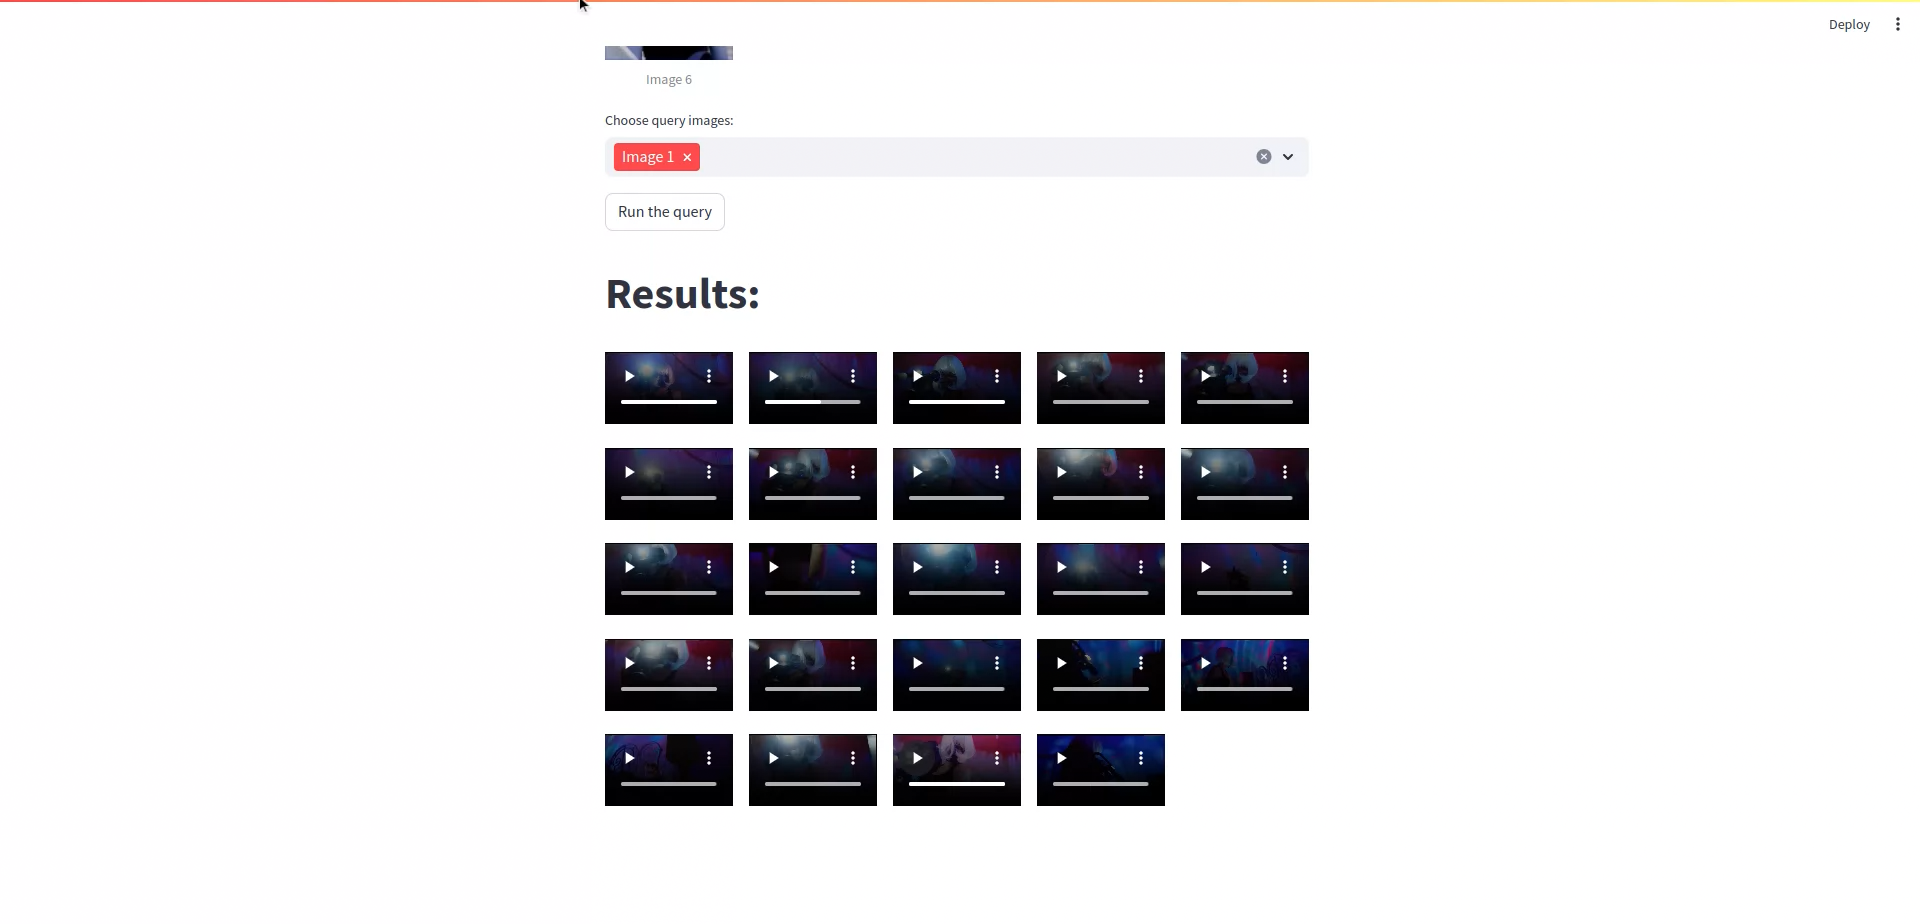 Deploy
Image 6
Choose query images:
Image 1
Run the query
Results: